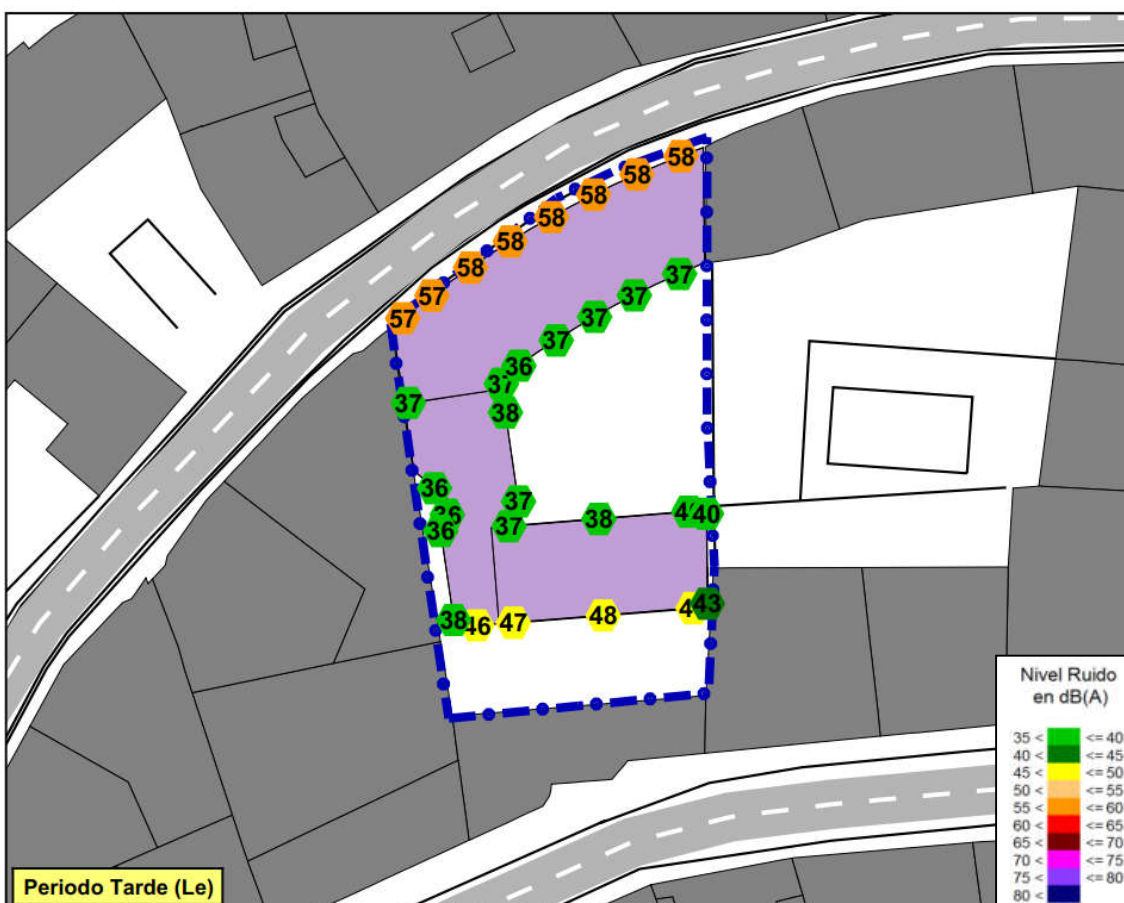 58
58
58
58
58
58
57
57
37
37
37
37
36
37
37
38
36
37
36
37
38
40
36
43
38
46
47
48
Nivel Ruido
en dB(A)
35 < <= 40
40 < <= 45
45 < <= 50
50 < <= 55
55 < <= 60
60 < <= 65
65 < <= 70
70 < <= 75
75 < <= 80
80 <
Periodo Tarde (Le)